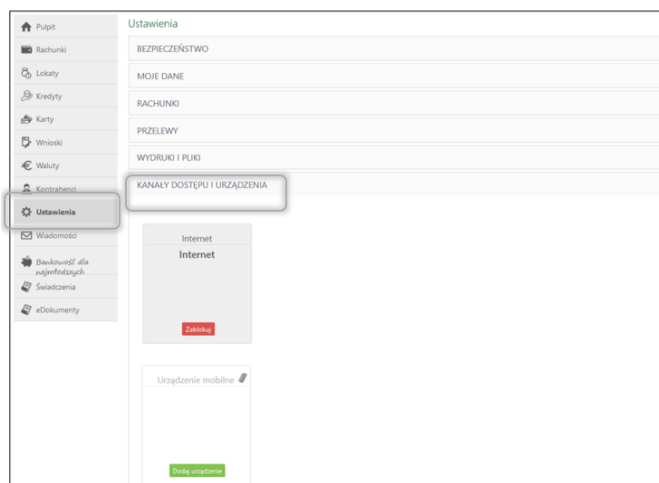 Pulpit
Rachunki
Lokaty
Kredyty
Karty
Wnioski
Waluty
Kontrahenci
Ustawienia
Wiadomości
Bankowość dla
najmłodszych
Świadczenia
eDokumenty
Ustawienia
BEZPIECZEŃSTWO
MOJE DANE
RACHUNKI
PRZELEWY
WYDRUKI I PLIKI
KANAŁY DOSTĘPU I URZĄDZENIA
Internet
Internet
Zablokuj
Urządzenie mobilne
Dodaj urządzenie